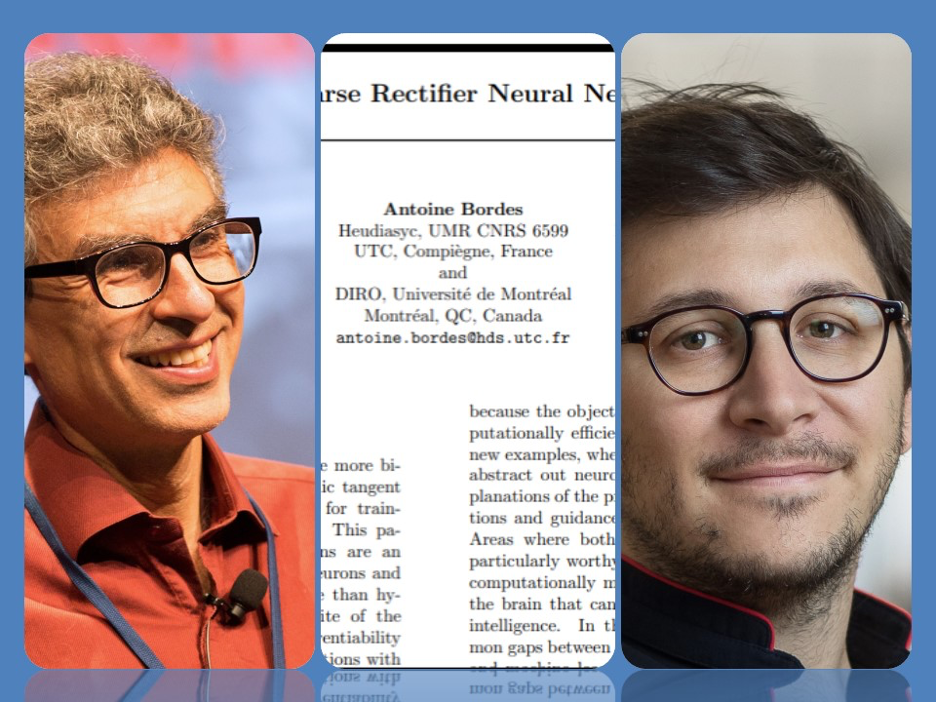 rse Rectifier Neural Ne
Antoine Bordes
Heudiasyc, UMR CNRS 6599
UTC, Compiègne, France
and
DIRO, Université de Montréal
Montréal, QC, Canada
antoine.bordes@hds.utc.fr
e more bi-
ic tangent
for train-
This pa-
ns are an
eurons and
e than hy-
ite of the
rentiability
tions with
because the object
putationally efficie
new examples, whe
abstract out neuro
planations of the p
tions and guidance
Areas where both
particularly worthy
computationally m
the brain that can
intelligence. In th
mon gaps between